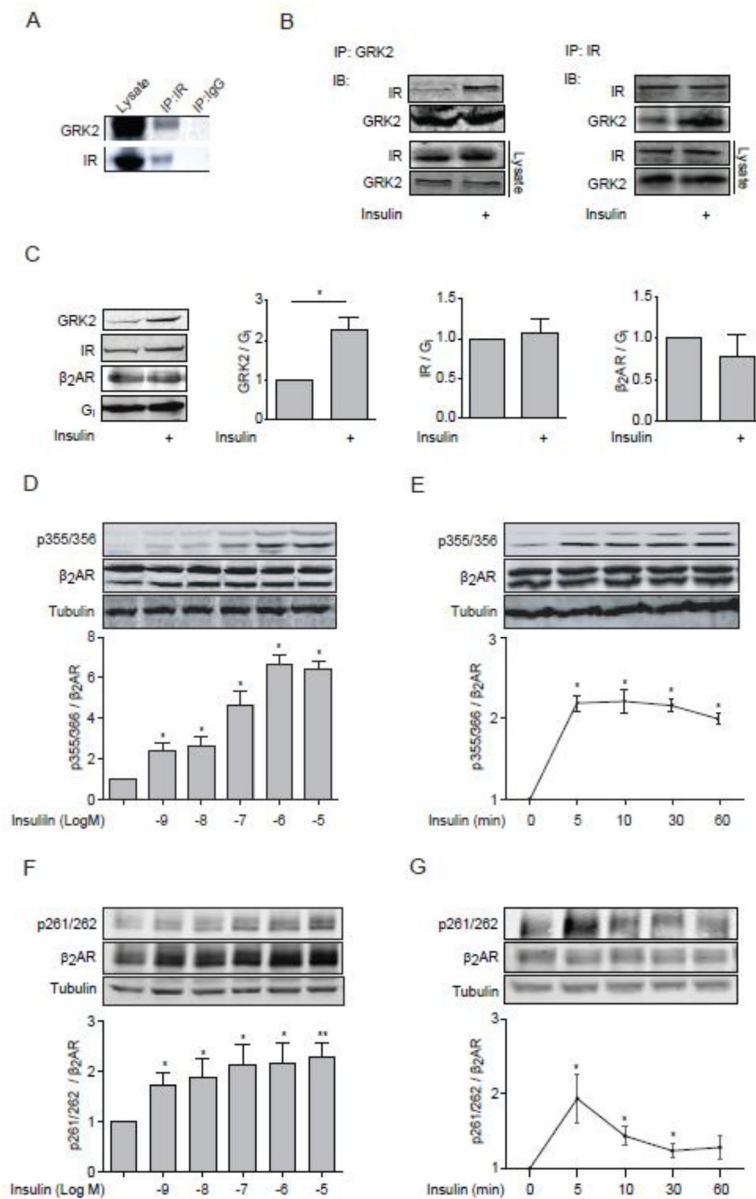 A
Lysate IP:IR IP:IgG
GRK2
IR
B
IP: GRK2
IB:
IR
GRK2
IR
GRK2
Lysate
Insulin +
IP: IR
IB:
IR
GRK2
IR
GRK2
Lysate
Insulin +
C
GRK2
IR
β2AR
GI
Insulin +
3
2
1
0
GRK2 / GI
*
Insulin +
1.5
1.0
0.5
0.0
IR / GI
Insulin +
1.5
1.0
0.5
0.0
β2AR / GI
Insulin +
D
p355/356
β2AR
Tubulin
8
6
4
2
0
p355/366 / β2AR
* * * * *
Insuliln (LogM) -9 -8 -7 -6 -5
E
p355/356
β2AR
Tubulin
3
2
1
p355/366 / β2AR
* * * *
Insulin (min) 0 5 10 30 60
F
p261/262
β2AR
Tubulin
3
2
1
0
p261/262 / β2AR
* * * * **
Insulin (Log M) -9 -8 -7 -6 -5
G
p261/262
β2AR
Tubulin
3
2
1
p261/262 / β2AR
* * *
Insulin (min) 0 5 10 30 60